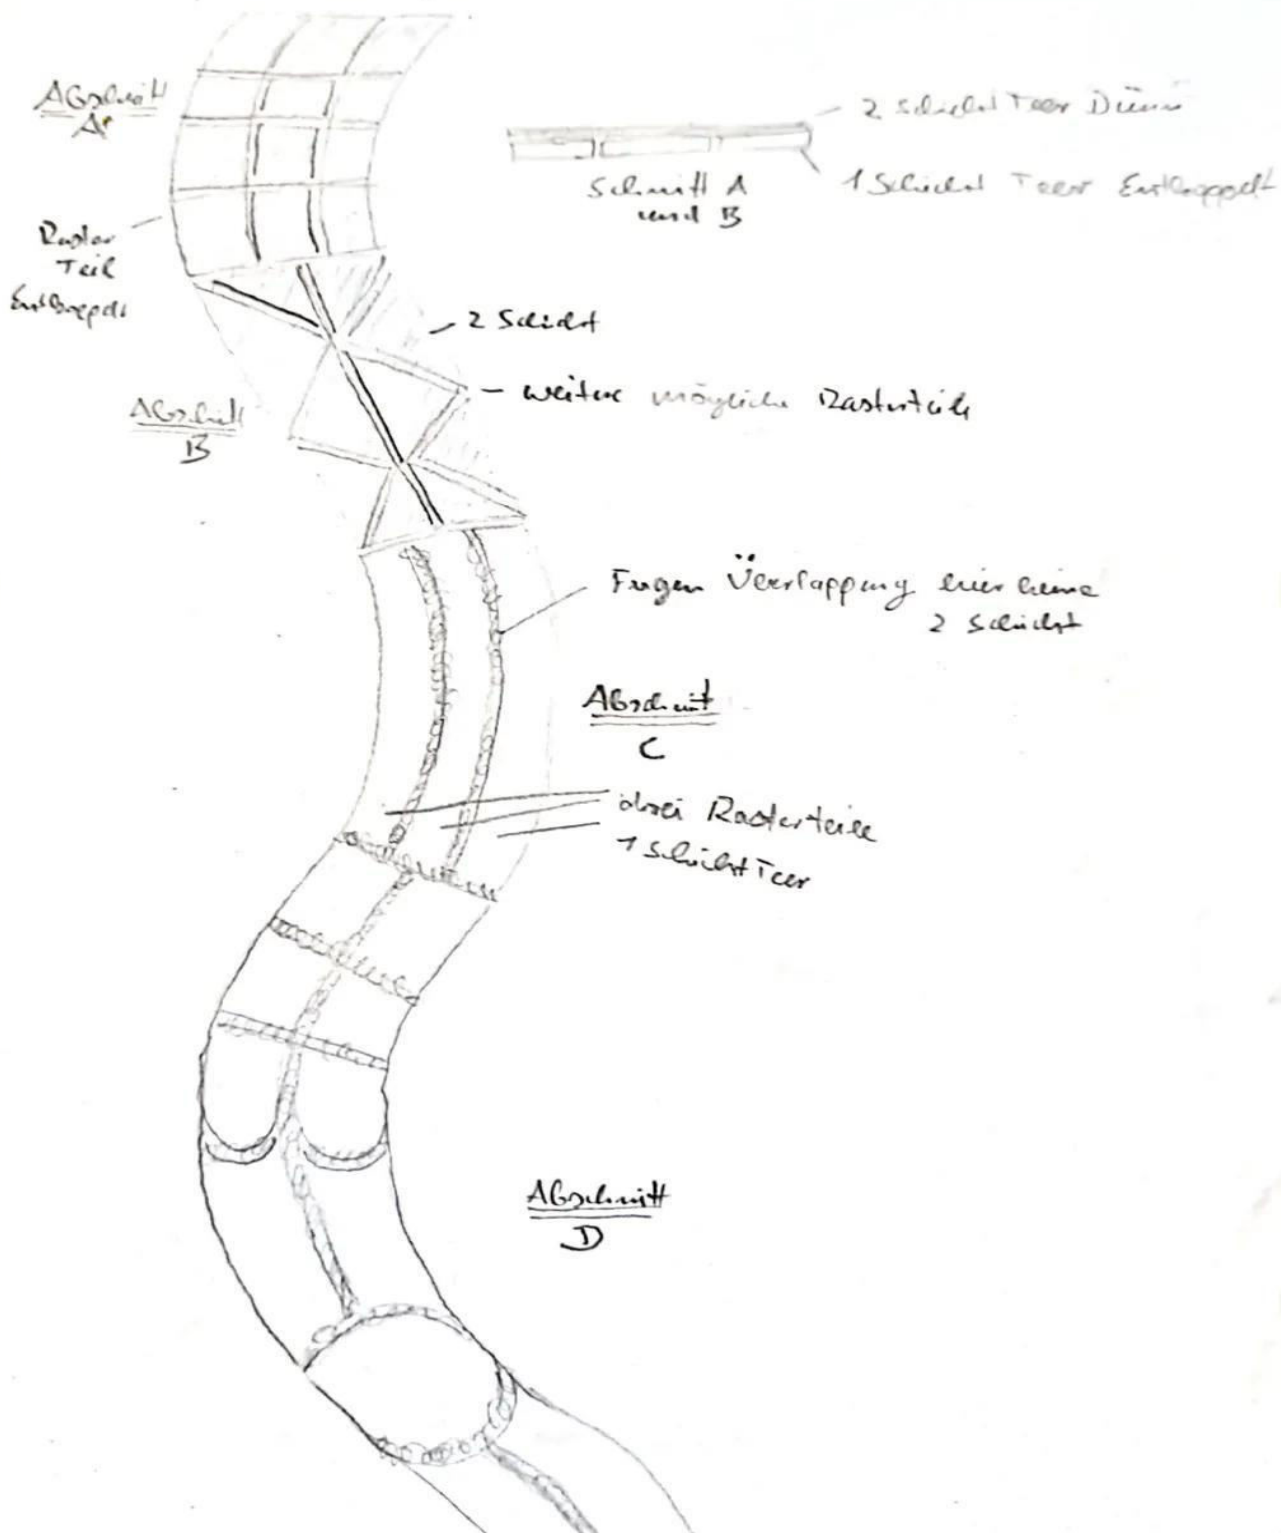 Abschnitt
A
2 Schicht Teer Dünn
Schnitt A
und B
1 Schicht Teer Entkoppelt
Raster
Teil
Entkoppelt
2 Schicht
weitere mögliche Rasterteile
Abschnitt
B
Fugen Überlappung hier keine
2 Schicht
Abschnitt
C
drei Rasterteile
1 Schicht Teer
Abschnitt
D